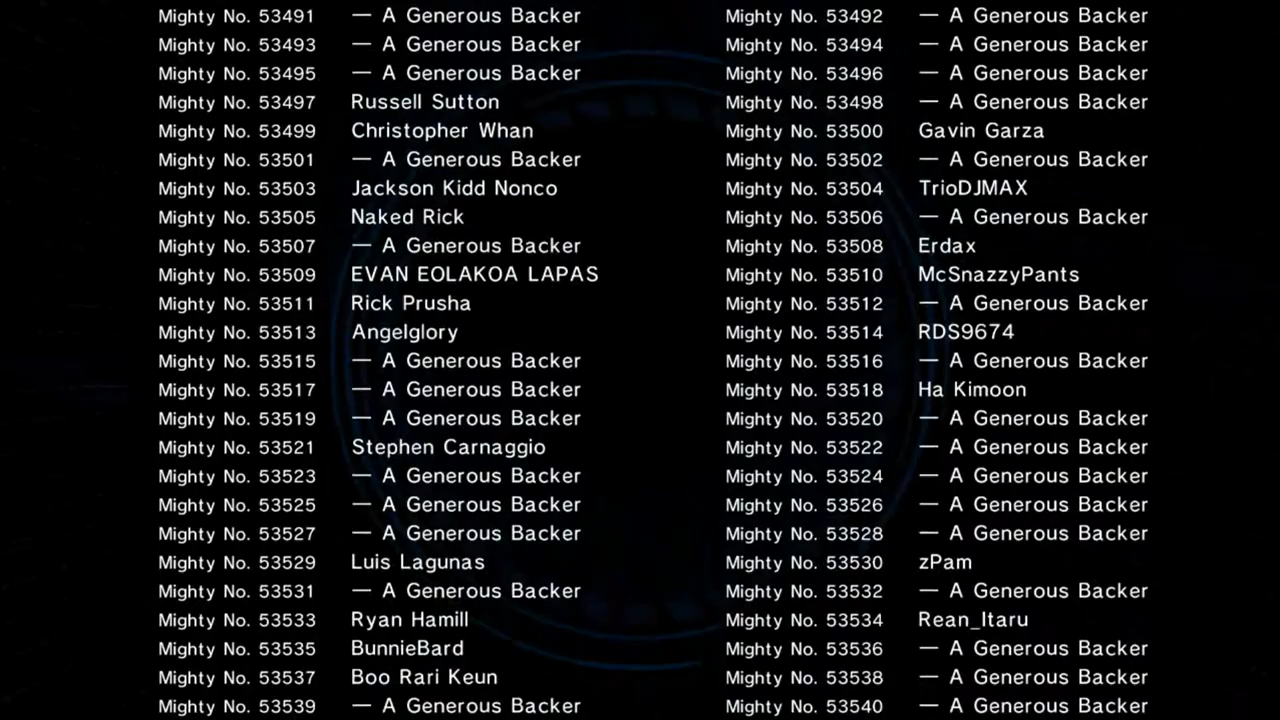 Mighty No. 53491 — A Generous Backer Mighty No. 53492 — A Generous Backer
Mighty No. 53493 — A Generous Backer Mighty No. 53494 — A Generous Backer
Mighty No. 53495 — A Generous Backer Mighty No. 53496 — A Generous Backer
Mighty No. 53497 Russell Sutton Mighty No. 53498 — A Generous Backer
Mighty No. 53499 Christopher Whan Mighty No. 53500 Gavin Garza
Mighty No. 53501 — A Generous Backer Mighty No. 53502 — A Generous Backer
Mighty No. 53503 Jackson Kidd Nonco Mighty No. 53504 TrioDJMAX
Mighty No. 53505 Naked Rick Mighty No. 53506 — A Generous Backer
Mighty No. 53507 — A Generous Backer Mighty No. 53508 Erdax
Mighty No. 53509 EVAN EOLAKOA LAPAS Mighty No. 53510 McSnazzyPants
Mighty No. 53511 Rick Prusha Mighty No. 53512 — A Generous Backer
Mighty No. 53513 Angelglory Mighty No. 53514 RDS9674
Mighty No. 53515 — A Generous Backer Mighty No. 53516 — A Generous Backer
Mighty No. 53517 — A Generous Backer Mighty No. 53518 Ha Kimoon
Mighty No. 53519 — A Generous Backer Mighty No. 53520 — A Generous Backer
Mighty No. 53521 Stephen Carnaggio Mighty No. 53522 — A Generous Backer
Mighty No. 53523 — A Generous Backer Mighty No. 53524 — A Generous Backer
Mighty No. 53525 — A Generous Backer Mighty No. 53526 — A Generous Backer
Mighty No. 53527 — A Generous Backer Mighty No. 53528 — A Generous Backer
Mighty No. 53529 Luis Lagunas Mighty No. 53530 zPam
Mighty No. 53531 — A Generous Backer Mighty No. 53532 — A Generous Backer
Mighty No. 53533 Ryan Hamill Mighty No. 53534 Rean_Itaru
Mighty No. 53535 BunnieBard Mighty No. 53536 — A Generous Backer
Mighty No. 53537 Boo Rari Keun Mighty No. 53538 — A Generous Backer
Mighty No. 53539 — A Generous Backer Mighty No. 53540 — A Generous Backer